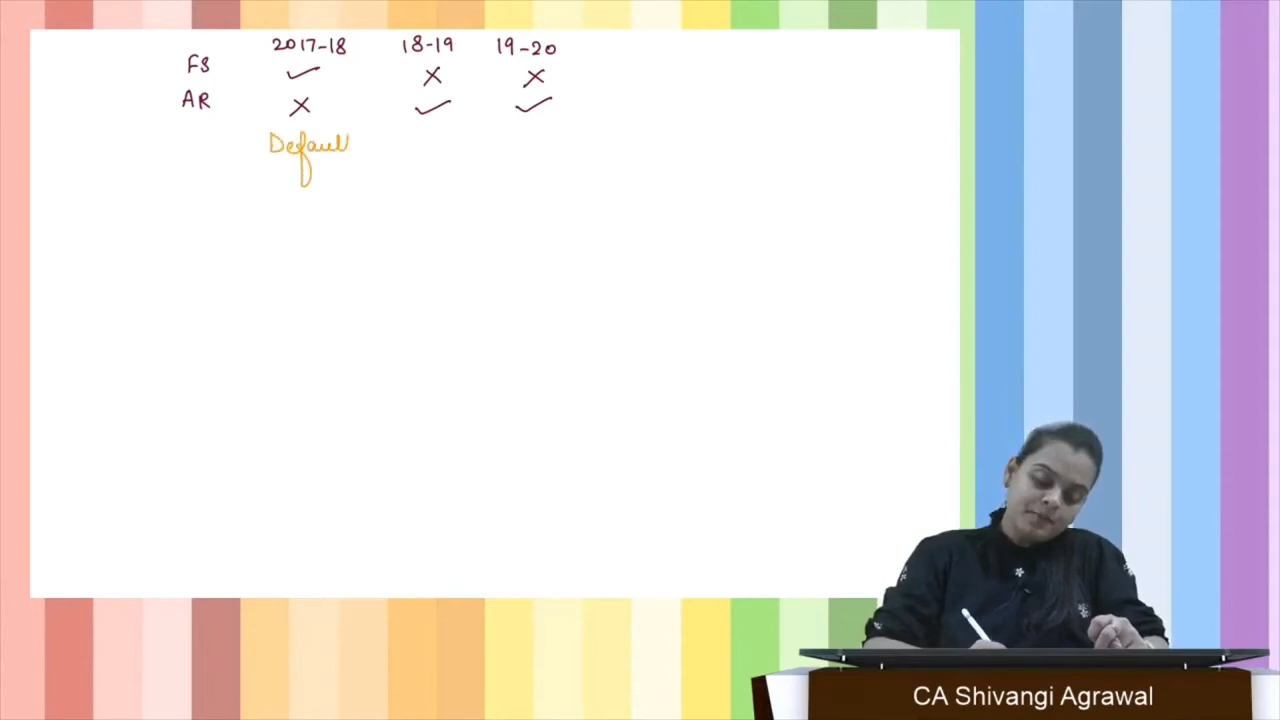 2017-18 18-19 19-20
FS ✓ X X
AR X ✓ ✓
Default
CA Shivangi Agrawal